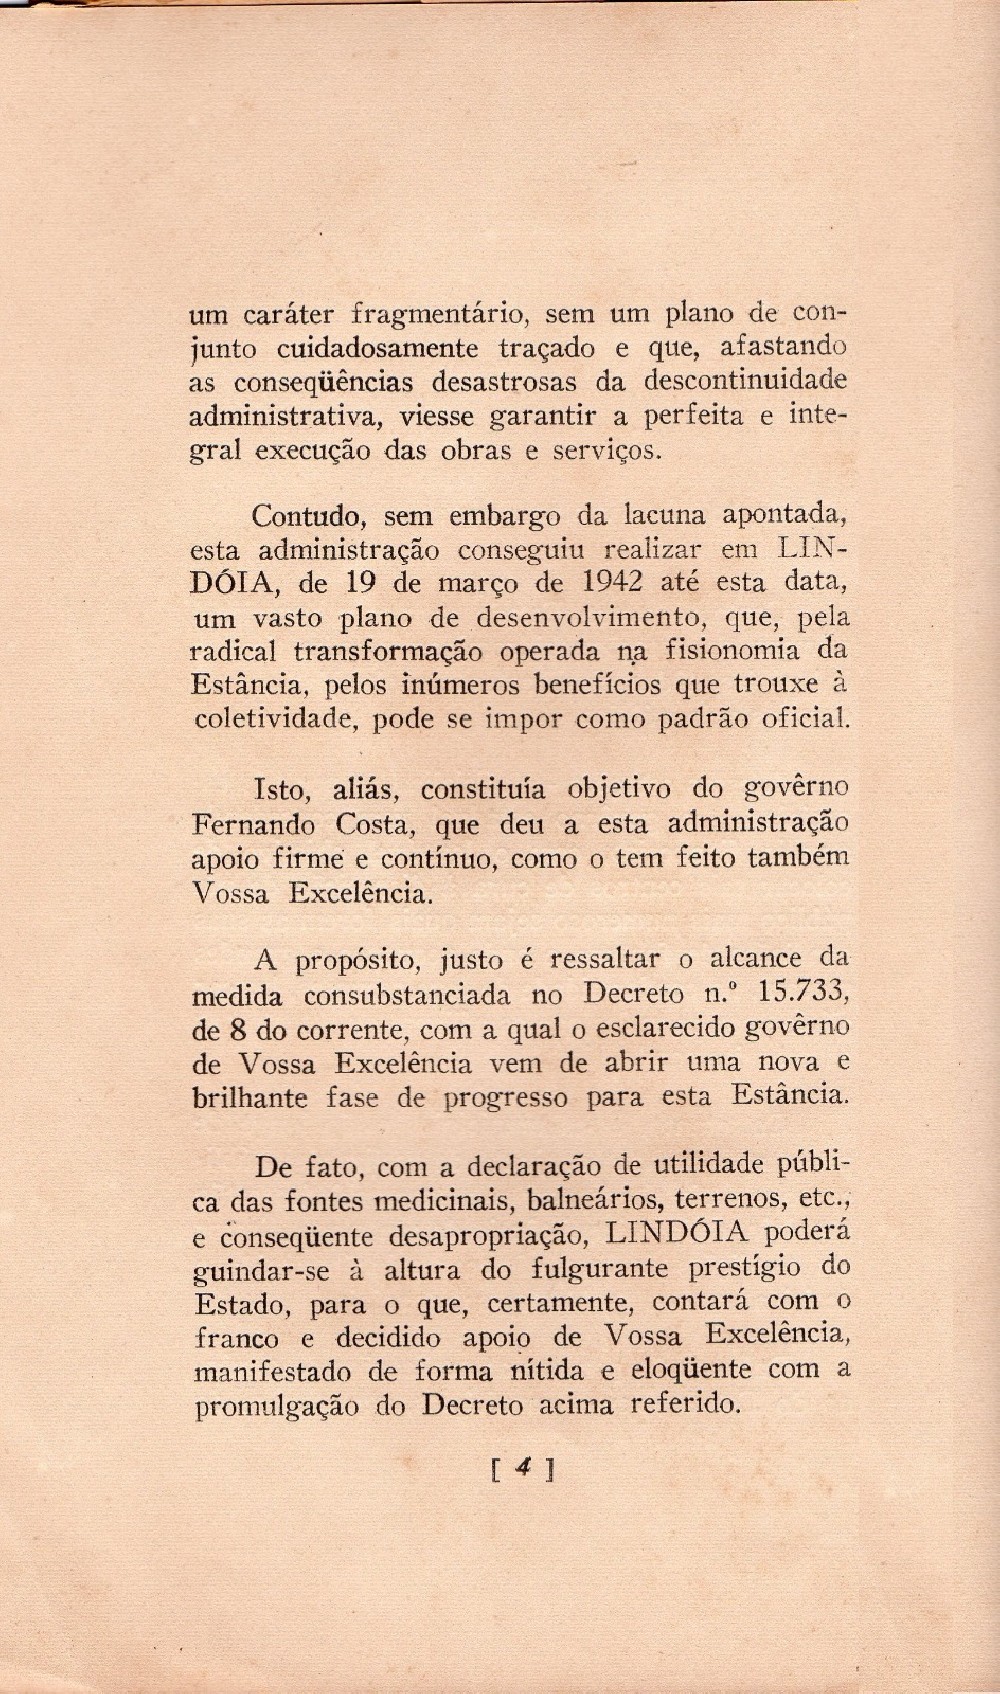 um caráter fragmentário, sem um plano de con-
junto cuidadosamente traçado e que, afastando
as conseqüências desastrosas da descontinuidade
administrativa, viesse garantir a perfeita e inte-
gral execução das obras e serviços.
Contudo, sem embargo da lacuna apontada,
esta administração conseguiu realizar em LIN-
DÓIA, de 19 de março de 1942 até esta data,
um vasto plano de desenvolvimento, que, pela
radical transformação operada na fisionomia da
Estância, pelos inúmeros benefícios que trouxe à
coletividade, pode se impor como padrão oficial.
Isto, aliás, constituía objetivo do govêrno
Fernando Costa, que deu a esta administração
apoio firme e contínuo, como o tem feito também
Vossa Excelência.
A propósito, justo é ressaltar o alcance da
medida consubstanciada no Decreto n.º 15.733,
de 8 do corrente, com a qual o esclarecido govêrno
de Vossa Excelência vem de abrir uma nova e
brilhante fase de progresso para esta Estância.
De fato, com a declaração de utilidade públi-
ca das fontes medicinais, balneários, terrenos, etc.,
e conseqüente desapropriação, LINDÓIA poderá
guindar-se à altura do fulgurante prestígio do
Estado, para o que, certamente, contará com o
franco e decidido apoio de Vossa Excelência,
manifestado de forma nítida e eloqüente com a
promulgação do Decreto acima referido.
[ 4 ]